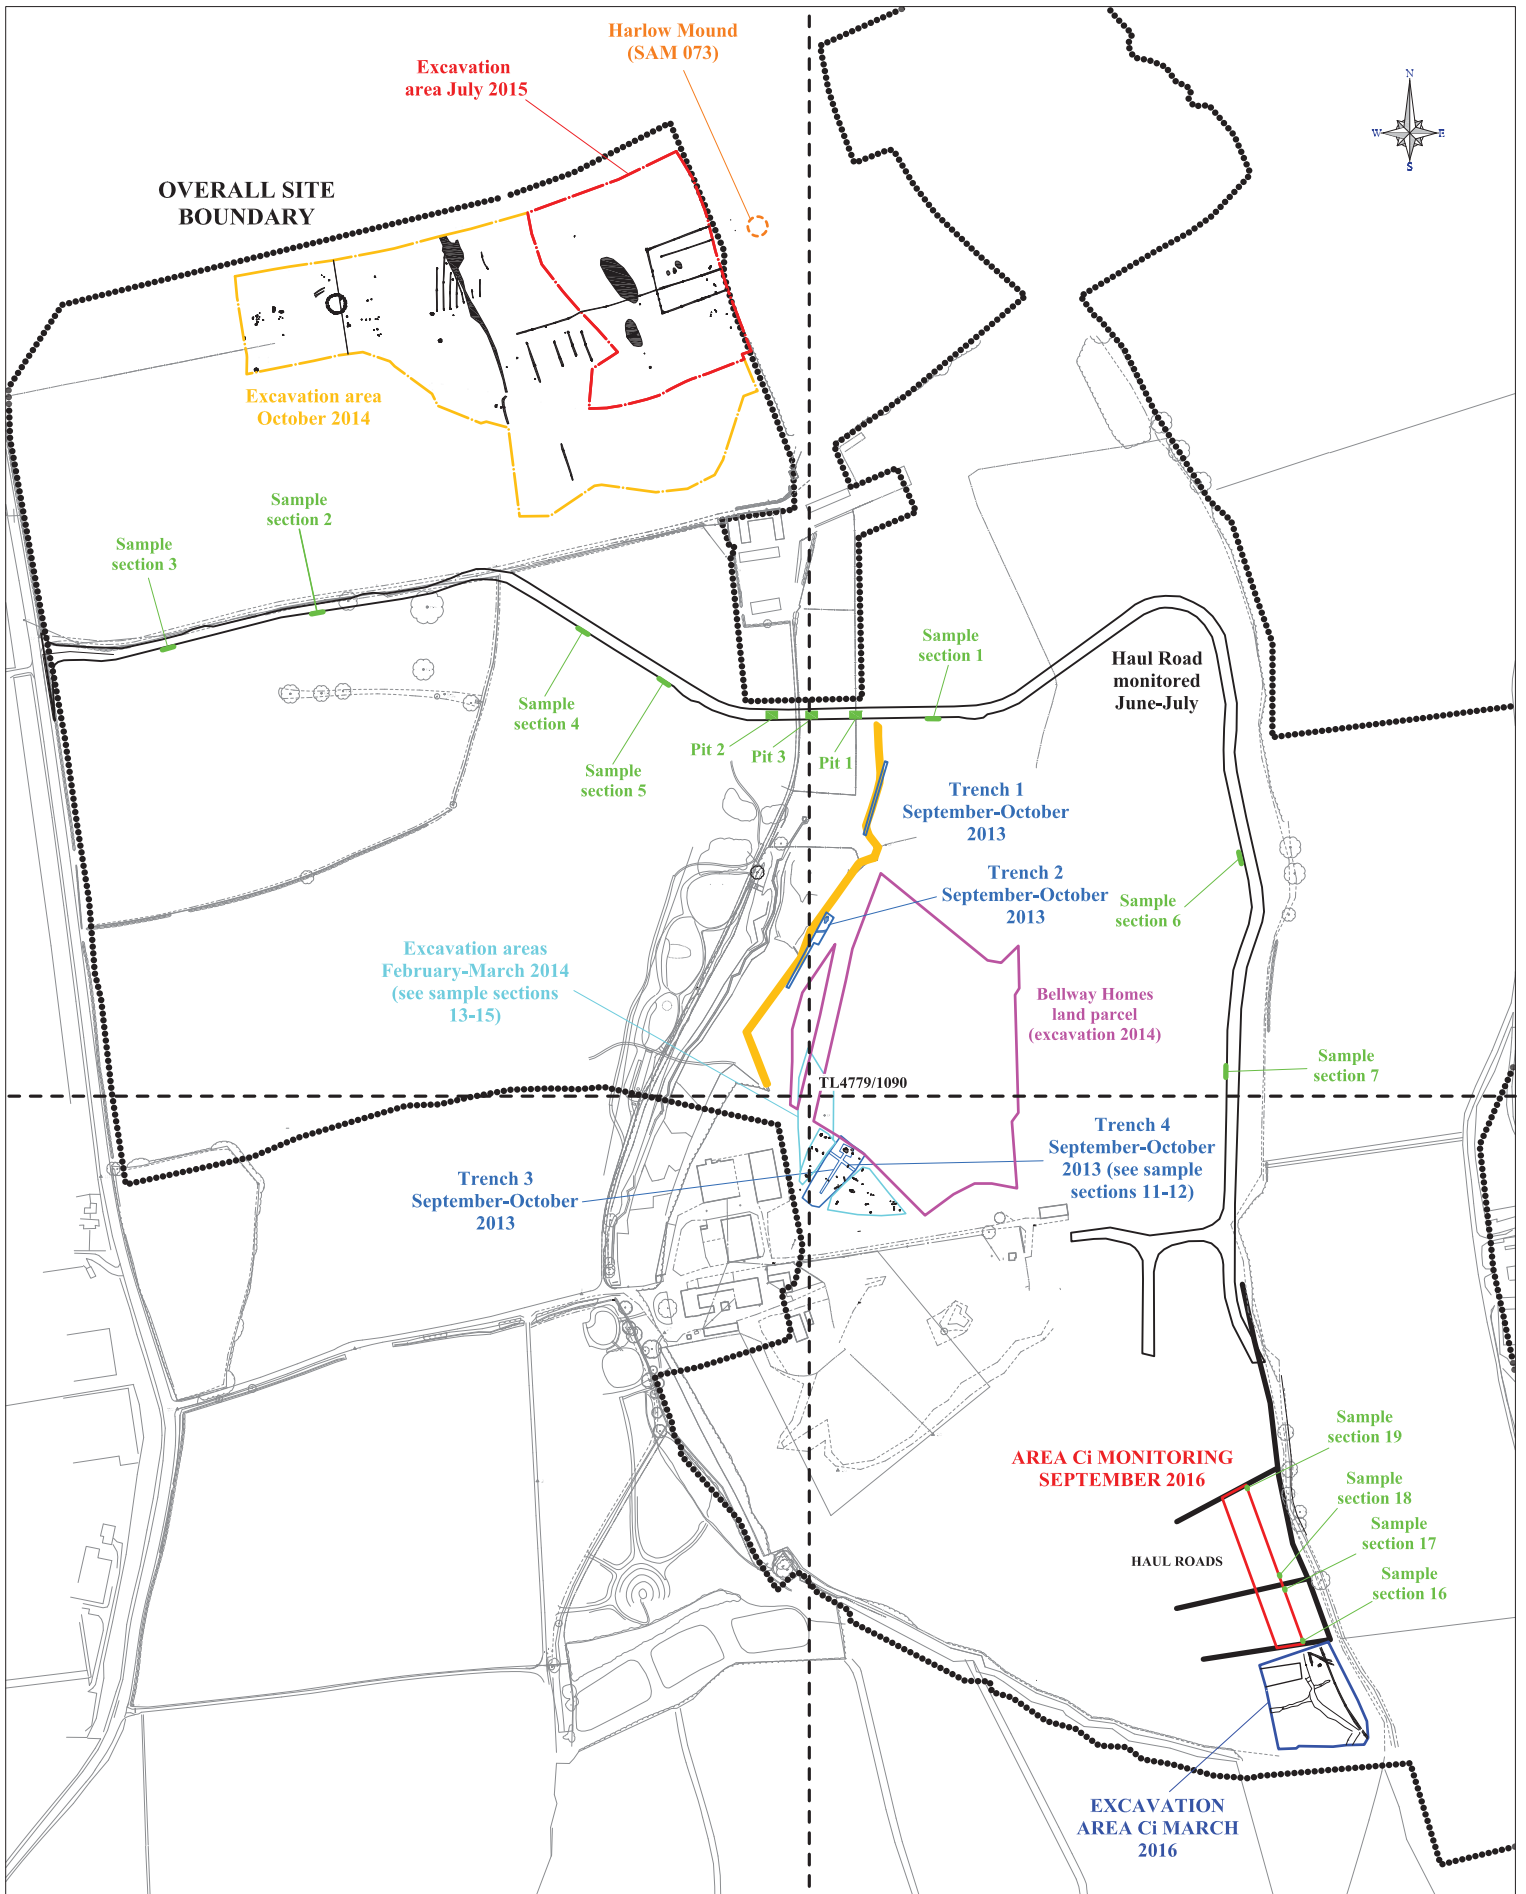 Harlow Mound
(SAM 073)
Excavation
area July 2015
N
W
E
S
OVERALL SITE
BOUNDARY
Excavation area
October 2014
Sample
section 2
Sample
section 3
Sample
section 1
Haul Road
monitored
June-July
Sample
section 4
Sample
section 5
Pit 2
Pit 3
Pit 1
Trench 1
September-October
2013
Trench 2
September-October
2013
Sample
section 6
Excavation areas
February-March 2014
(see sample sections
13-15)
Bellway Homes
land parcel
(excavation 2014)
Sample
section 7
TL4779/1090
Trench 4
September-October
2013 (see sample
sections 11-12)
Trench 3
September-October
2013
Sample
section 19
AREA Ci MONITORING
SEPTEMBER 2016
Sample
section 18
Sample
section 17
HAUL ROADS
Sample
section 16
EXCAVATION
AREA Ci MARCH
2016